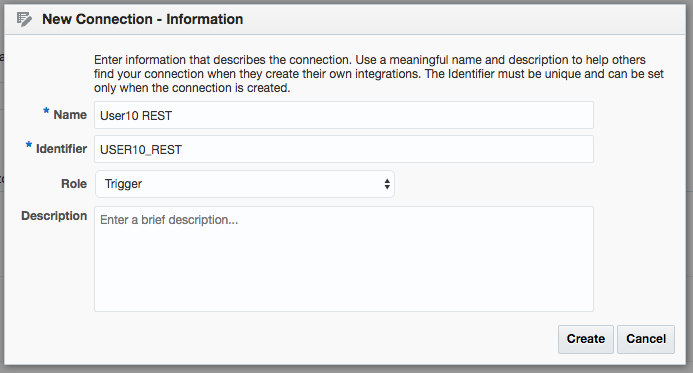 New Connection - Information
Enter information that describes the connection. Use a meaningful name and description to help others
find your connection when they create their own integrations. The Identifier must be unique and can be set
only when the connection is created.
* Name User10 REST
* Identifier USER10_REST
Role Trigger
Description Enter a brief description...
Create Cancel